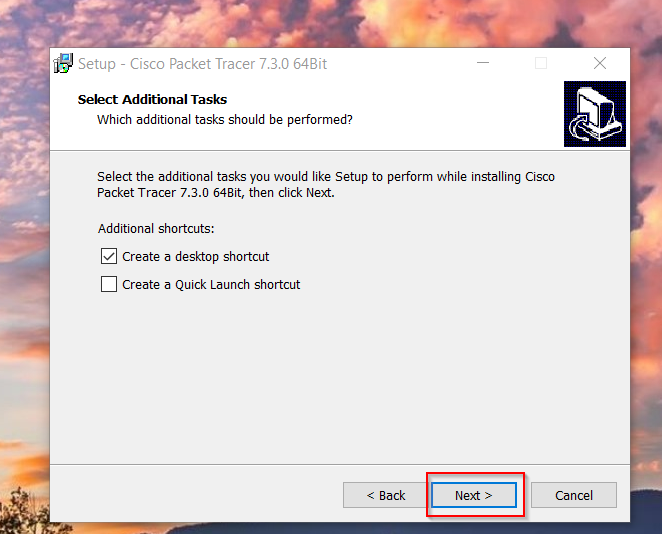 Setup - Cisco Packet Tracer 7.3.0 64Bit
Select Additional Tasks
Which additional tasks should be performed?
Select the additional tasks you would like Setup to perform while installing Cisco
Packet Tracer 7.3.0 64Bit, then click Next.
Additional shortcuts:
Create a desktop shortcut
Create a Quick Launch shortcut
< Back Next > Cancel